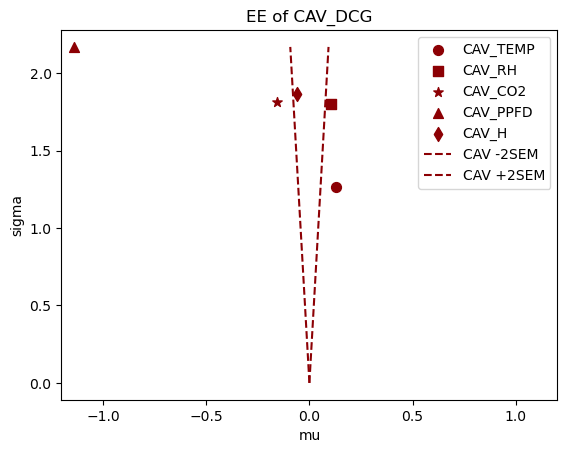 EE of CAV_DCG
CAV_TEMP
CAV_RH
CAV_CO2
CAV_PPFD
CAV_H
CAV -2SEM
CAV +2SEM
2.0
1.5
1.0
0.5
0.0
sigma
−1.0 −0.5 0.0 0.5 1.0
mu